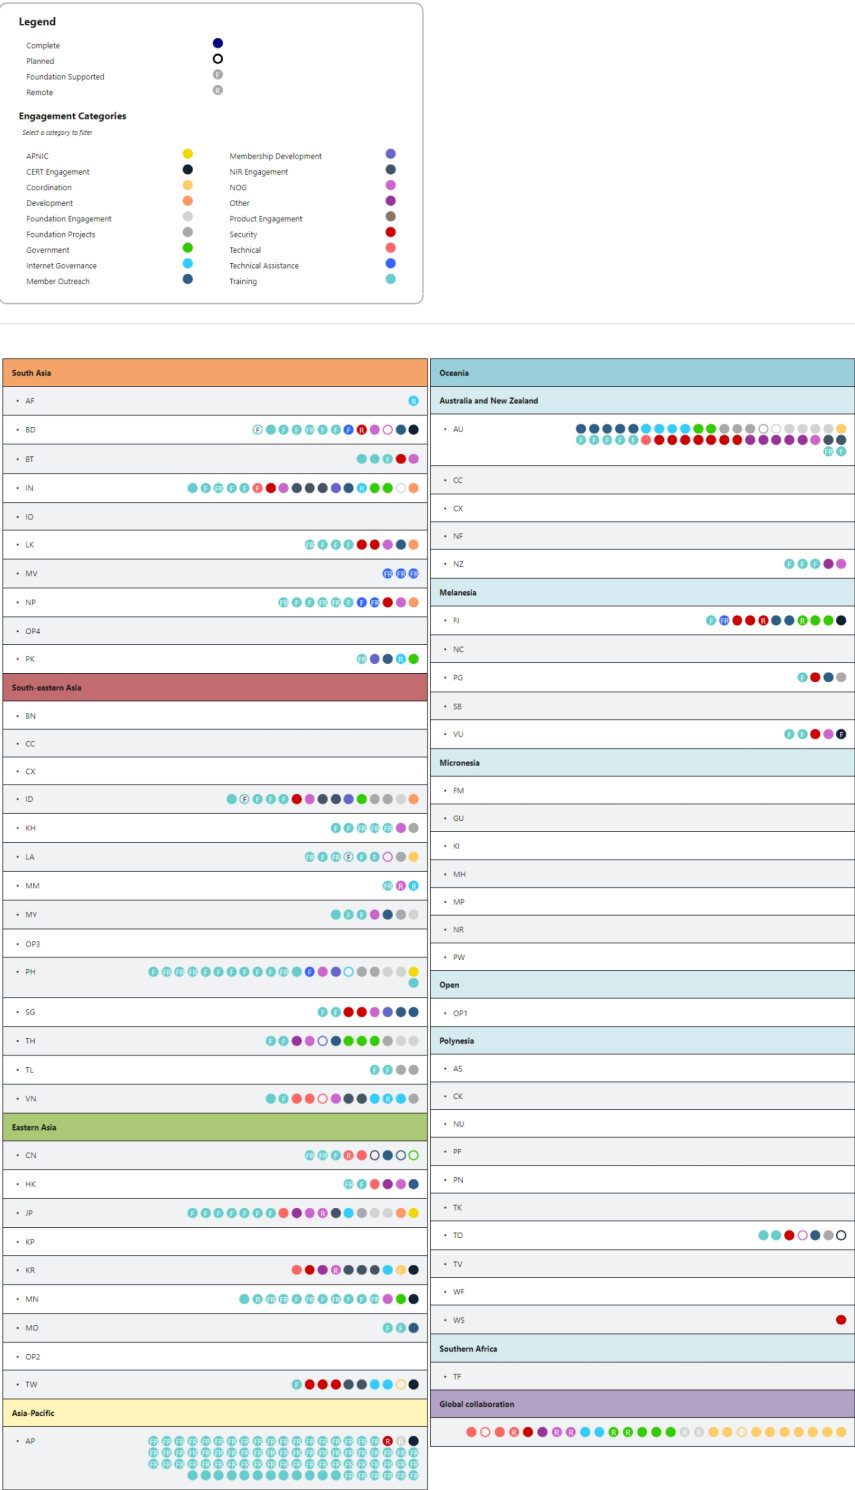 Legend
Complete
Planned
Foundation Supported F
Remote R
Engagement Categories
Select a category to filter
APNIC
CERT Engagement
Coordination
Development
Foundation Engagement
Foundation Projects
Government
Internet Governance
Member Outreach
Membership Development
NIR Engagement
NOG
Other
Product Engagement
Security
Technical
Technical Assistance
Training
South Asia
• AF
• BD
• BT
• IN
• IO
• LK
• MV
• NP
• OP4
• PK
South-eastern Asia
• BN
• CC
• CX
• ID
• KH
• LA
• MM
• MY
• OP3
• PH
• SG
• TH
• TL
• VN
Eastern Asia
• CN
• HK
• JP
• KP
• KR
• MN
• MO
• OP2
• TW
Asia-Pacific
• AP
Oceania
Australia and New Zealand
• AU
• CC
• CX
• NF
• NZ
Melanesia
• FJ
• NC
• PG
• SB
• VU
Micronesia
• FM
• GU
• KI
• MH
• MP
• NR
• PW
Open
• OP1
Polynesia
• AS
• CK
• NU
• PF
• PN
• TK
• TO
• TV
• WF
• WS
Southern Africa
• TF
Global collaboration